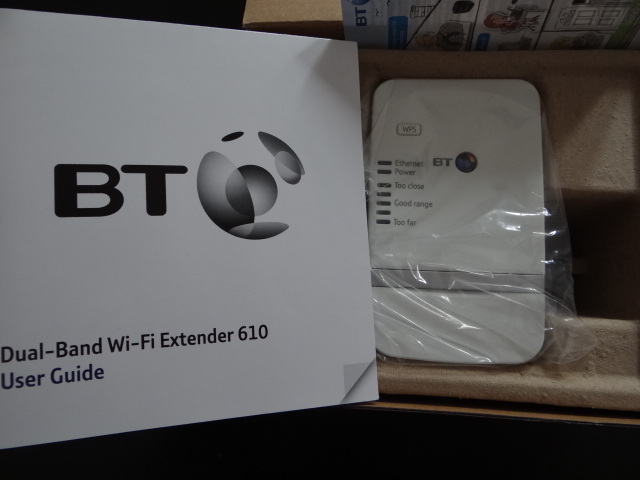 BT
Dual-Band Wi-Fi Extender 610
User Guide
BT
WPS
Ethernet
Power
Too close
Good range
Too far
BT